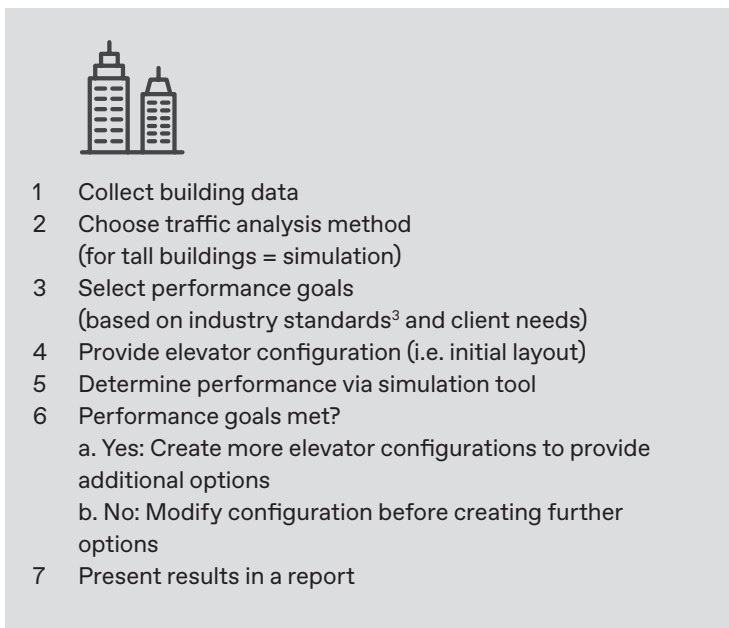 1 Collect building data
2 Choose traffic analysis method
(for tall buildings = simulation)
3 Select performance goals
(based on industry standards³ and client needs)
4 Provide elevator configuration (i.e. initial layout)
5 Determine performance via simulation tool
6 Performance goals met?
a. Yes: Create more elevator configurations to provide
additional options
b. No: Modify configuration before creating further
options
7 Present results in a report